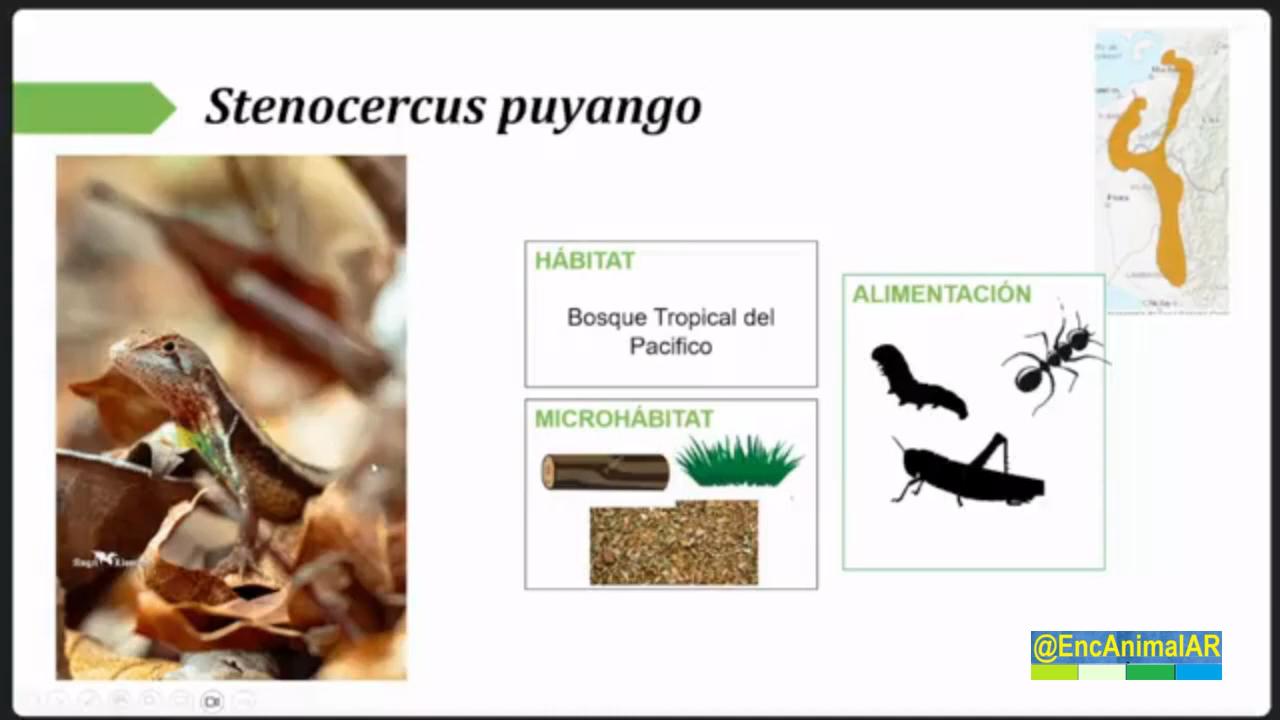 Stenocercus puyango
HÁBITAT
Bosque Tropical del
Pacifico
MICROHÁBITAT
ALIMENTACIÓN
@EncAnimalAR